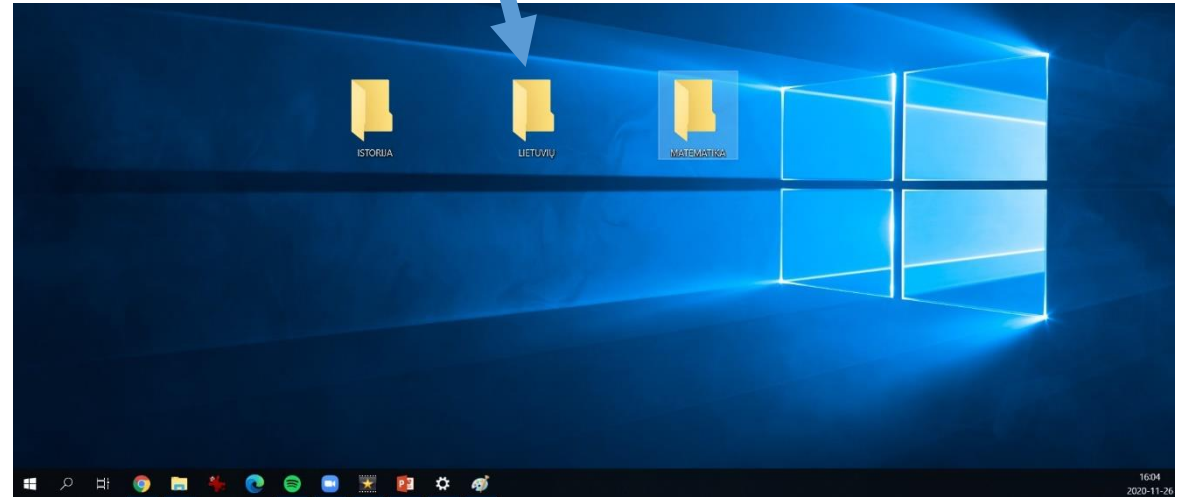 ISTORIJA
LIETUVIŲ
MATEMATIKA
16:04
2020-11-26